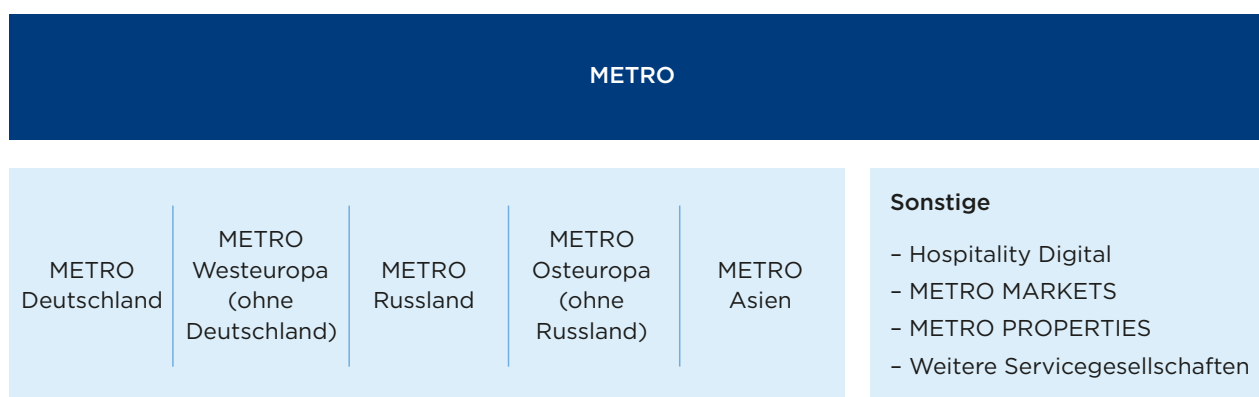 METRO
METRO
Deutschland
METRO
Westeuropa
(ohne
Deutschland)
METRO
Russland
METRO
Osteuropa
(ohne
Russland)
METRO
Asien
Sonstige
– Hospitality Digital
– METRO MARKETS
– METRO PROPERTIES
– Weitere Servicegesellschaften